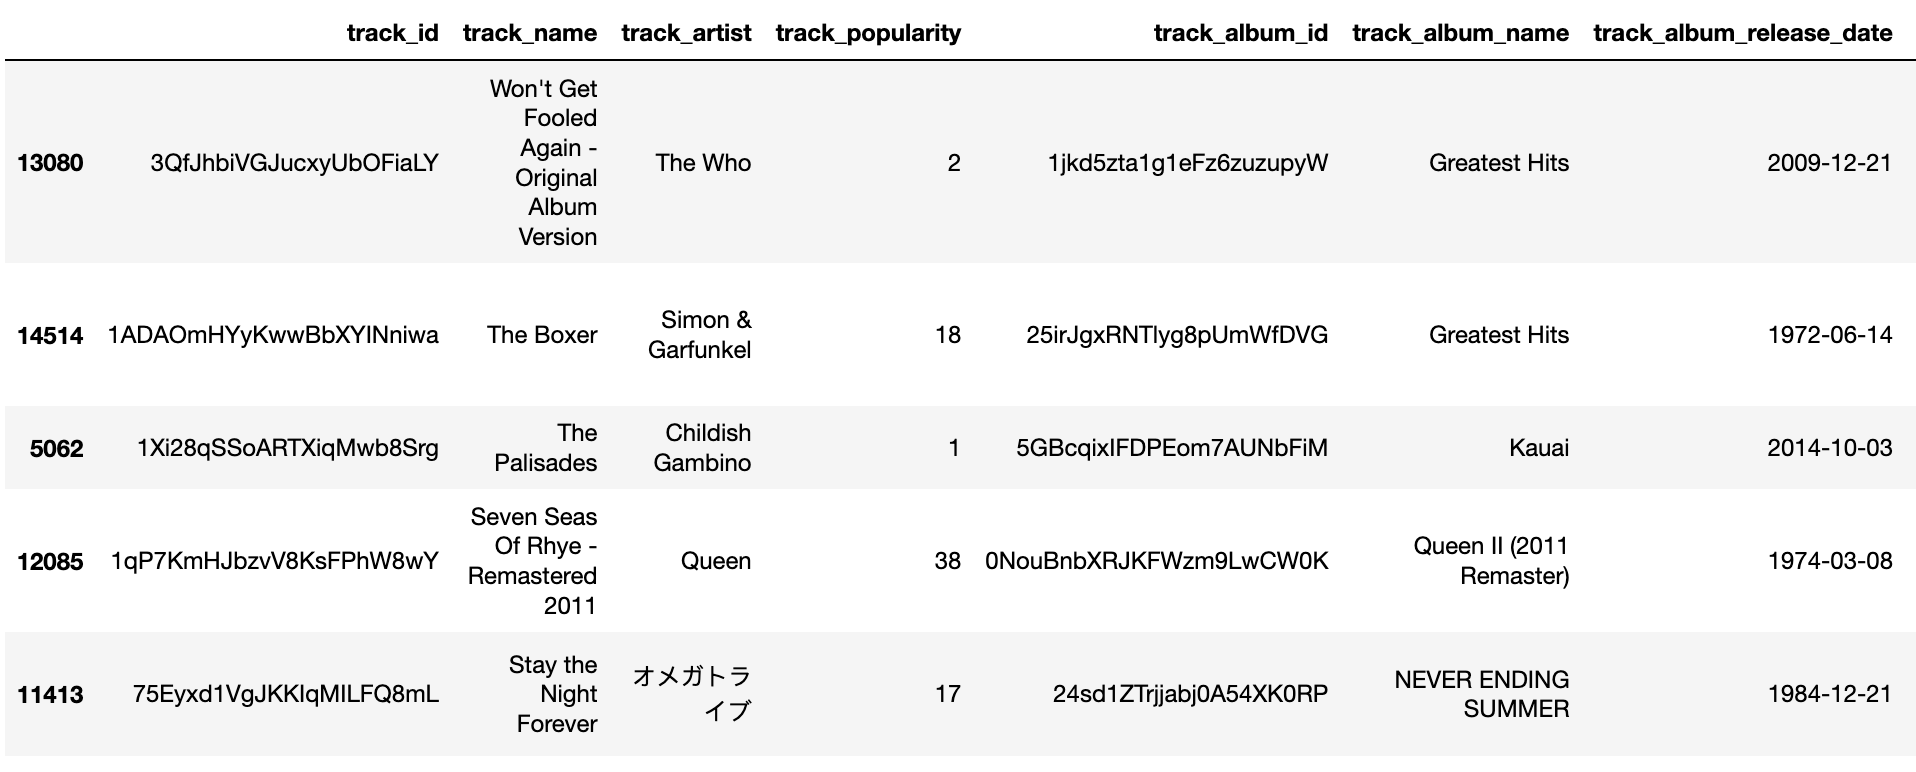 track_id track_name track_artist track_popularity track_album_id track_album_name track_album_release_date
Won't Get
Fooled
Again -
13080 3QfJhbiVGJucxyUbOFiaLY Original The Who 2 1jkd5zta1g1eFz6zuzupyW Greatest Hits 2009-12-21
Album
Version
14514 1ADAOmHYyKwwBbXYINniwa The Boxer Simon & 18 25irJgxRNTlyg8pUmWfDVG Greatest Hits 1972-06-14
Garfunkel
5062 1Xi28qSSoARTXiqMwb8Srg The Childish 1 5GBcqixIFDPEom7AUNbFiM Kauai 2014-10-03
Palisades Gambino
Seven Seas
Of Rhye - Queen II (2011
12085 1qP7KmHJbzvV8KsFPhW8wY Remastered Queen 38 0NouBnbXRJKFWzm9LwCW0K Remaster) 1974-03-08
2011
Stay the オメガトラ NEVER ENDING
11413 75Eyxd1VgJKKIqMILFQ8mL Night イブ 17 24sd1ZTrjjabj0A54XK0RP SUMMER 1984-12-21
Forever